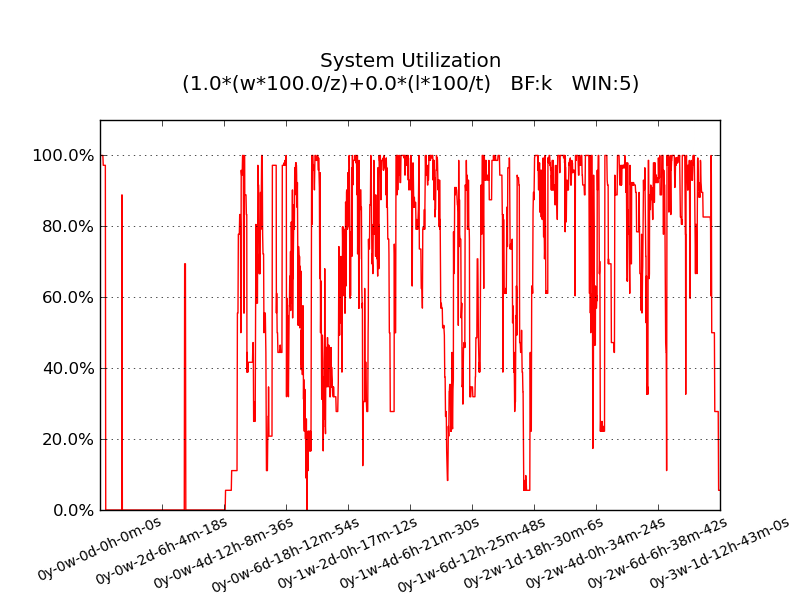 System Utilization
(1.0*(w*100.0/z)+0.0*(l*100/t)   BF:k   WIN:5)
100.0%
80.0%
60.0%
40.0%
20.0%
0.0%
0y-0w-0d-0h-0m-0s
0y-0w-2d-6h-4m-18s
0y-0w-4d-12h-8m-36s
0y-0w-6d-18h-12m-54s
0y-1w-2d-0h-17m-12s
0y-1w-4d-6h-21m-30s
0y-1w-6d-12h-25m-48s
0y-2w-1d-18h-30m-6s
0y-2w-4d-0h-34m-24s
0y-2w-6d-6h-38m-42s
0y-3w-1d-12h-43m-0s